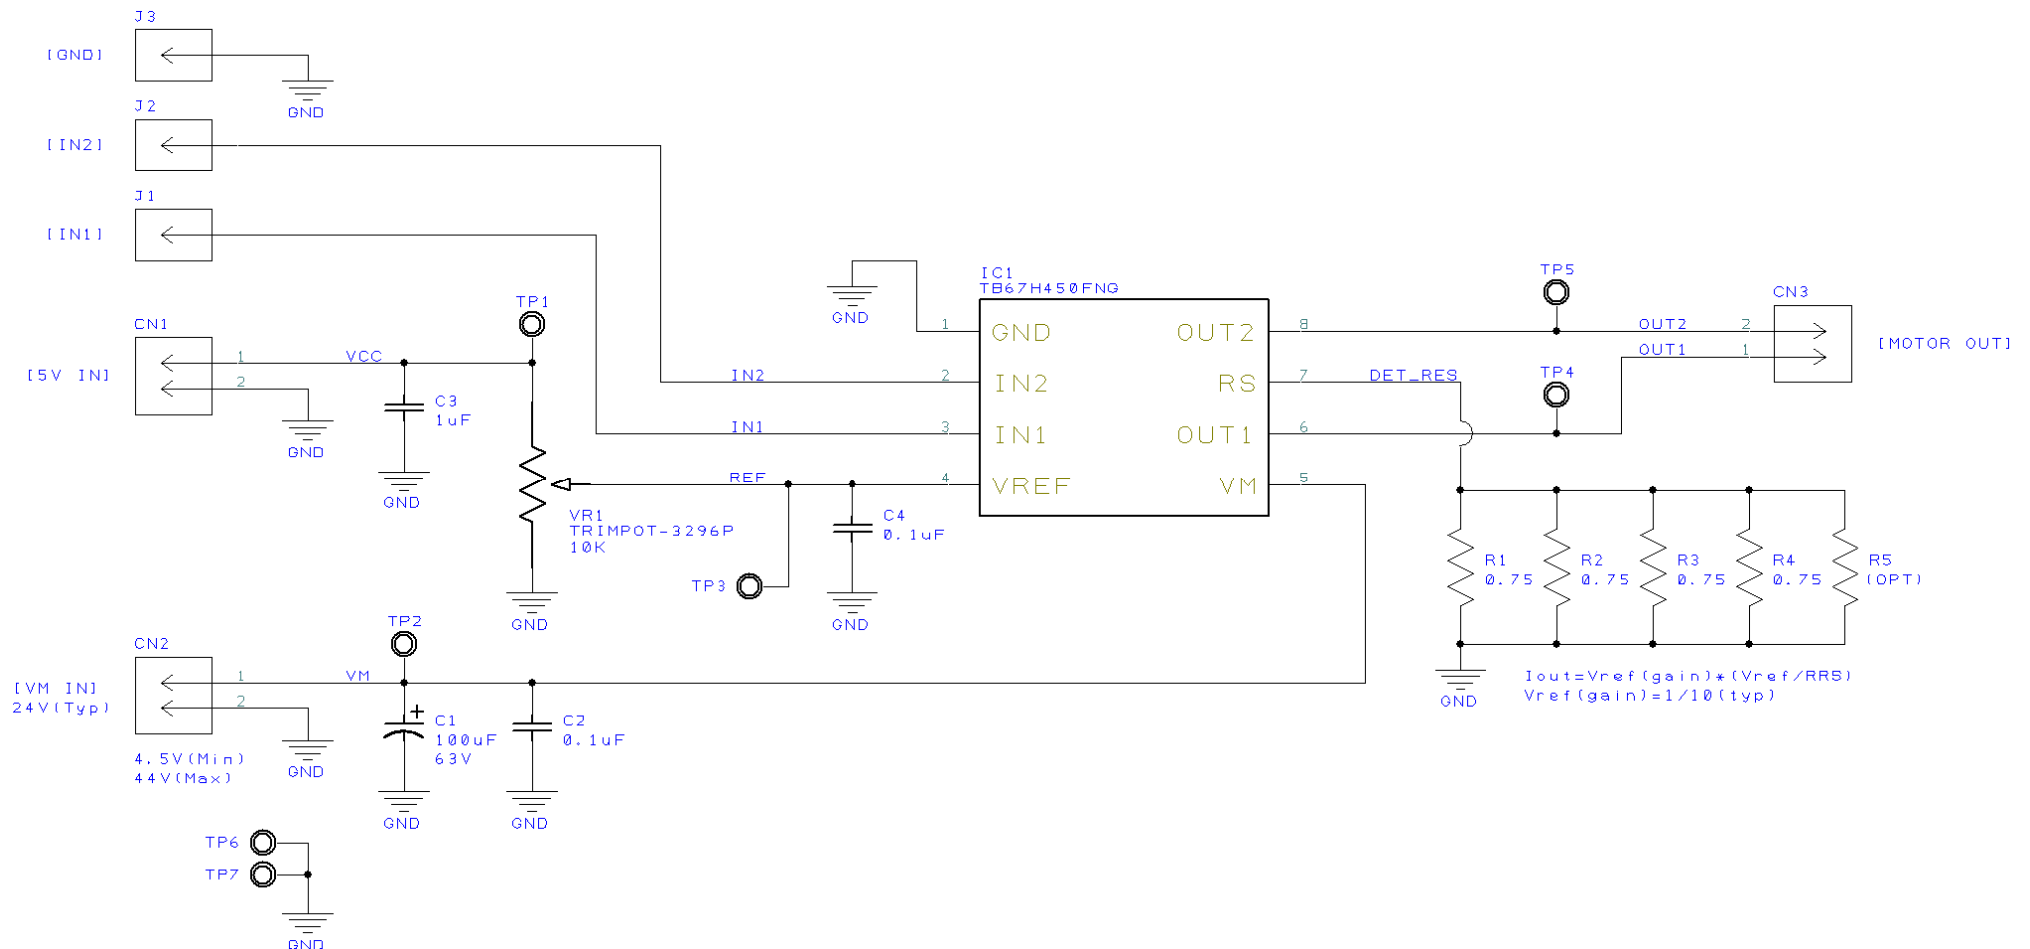 J3
[GND]
GND
J2
[IN2]
J1
[IN1]
IC1
TB67H450FNG
GND
1 GND
2 IN2
3 IN1
4 VREF
OUT2 8
RS 7
OUT1 6
VM 5
IN2
IN1
REF
DET_RES
TP5
TP4
OUT2 2
OUT1 1
CN3
[MOTOR OUT]
TP1
CN1
[5V IN]
1 VCC
2
GND
C3
1uF
GND
VR1
TRIMPOT-3296P
10K
GND
TP3
C4
0.1uF
GND
R1
0.75
R2
0.75
R3
0.75
R4
0.75
R5
(OPT)
GND
Iout=Vref(gain)*(Vref/RRS)
Vref(gain)=1/10(typ)
TP2
CN2
[VM IN]
24V(Typ)
1 VM
2
GND
4.5V(Min)
44V(Max)
+
C1
100uF
63V
GND
C2
0.1uF
GND
TP6
TP7
GND